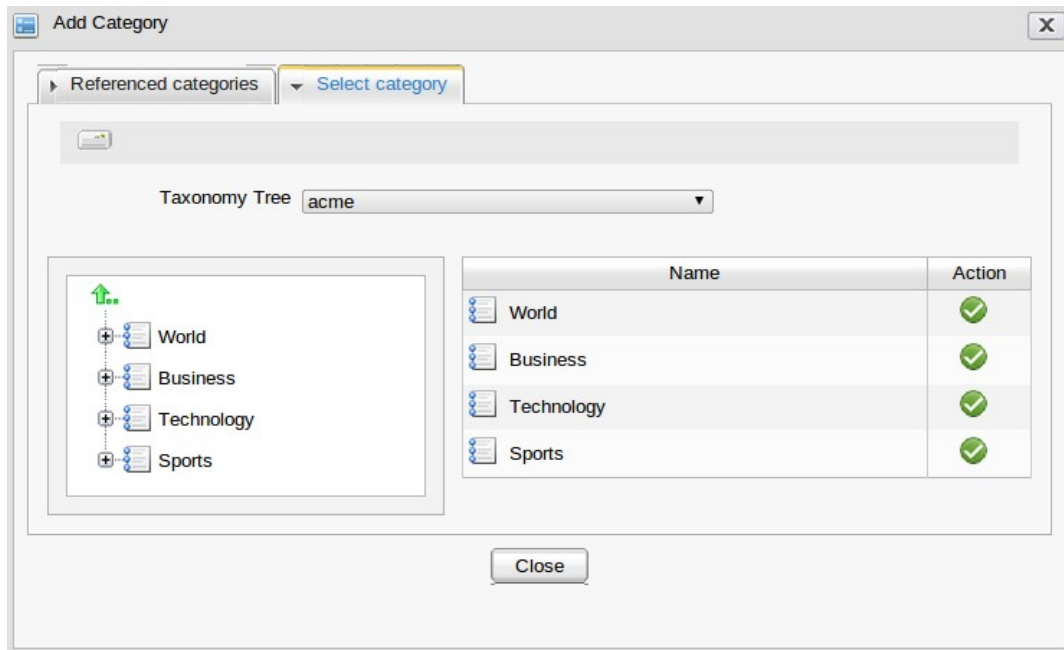 Add Category
X
Referenced categories
Select category
Taxonomy Tree acme
World
Business
Technology
Sports
Name Action
World
Business
Technology
Sports
Close